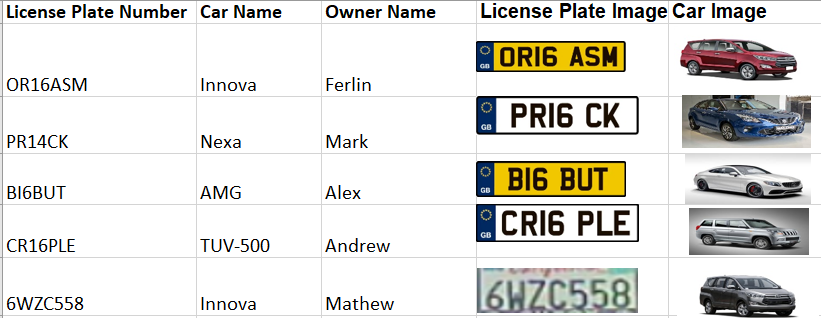 License Plate Number Car Name Owner Name License Plate Image Car Image
OR16ASM Innova Ferlin GB OR16 ASM
PR14CK Nexa Mark GB PR16 CK
BI6BUT AMG Alex GB B16 BUT
CR16PLE TUV-500 Andrew GB CR16 PLE
6WZC558 Innova Mathew 6WZC558